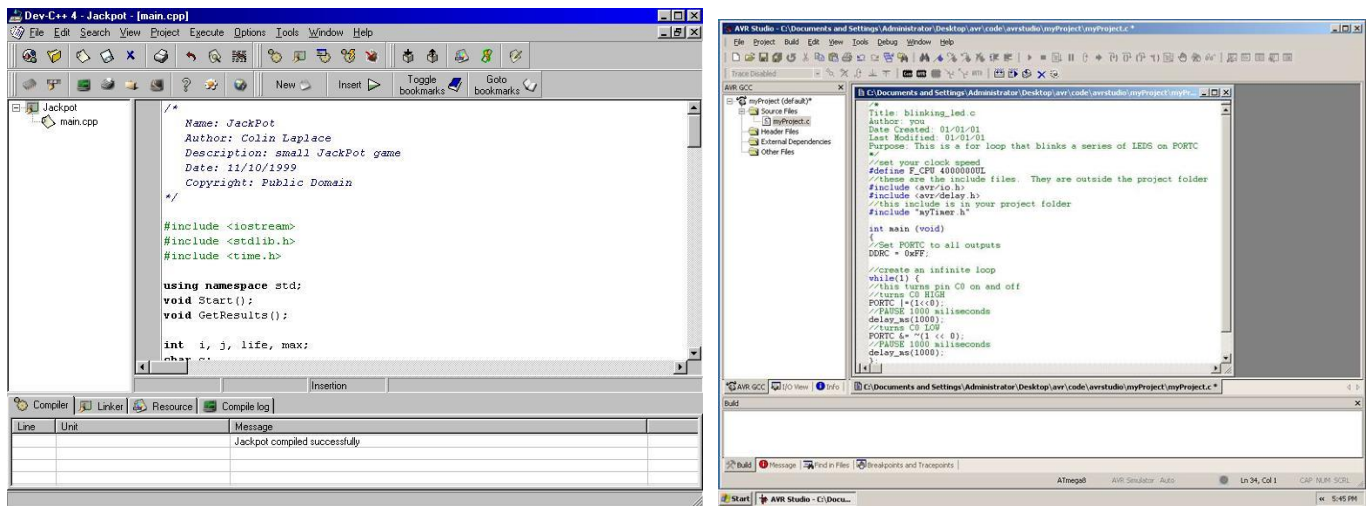 Dev-C++ 4 - Jackpot - [main.cpp]
File Edit Search View Project Execute Options Tools Window Help
New Insert Toggle bookmarks Goto bookmarks
Jackpot
main.cpp
/*
Name: JackPot
Author: Colin Laplace
Description: small JackPot game
Date: 11/10/1999
Copyright: Public Domain
*/
#include <iostream>
#include <stdlib.h>
#include <time.h>
using namespace std;
void Start();
void GetResults();
int i, j, life, max;
Insertion
Compiler Linker Resource Compile log
Line Unit Message
Jackpot compiled successfully
AVR Studio - C:\Documents and Settings\Administrator\Desktop\avr\code\avrstudio\myProject\myProject.c *
File Project Build Edit View Tools Debug Window Help
Trace Disabled
AVR GCC
myProject (default)*
Source Files
myProject.c
Header Files
External Dependencies
Other Files
C:\Documents and Settings\Administrator\Desktop\avr\code\avrstudio\myProject\myPr...
/*
Title: blinking_led.c
Author: you
Date Created: 01/01/01
Last Modified: 01/01/01
Purpose: This is a for loop that blinks a series of LEDS on PORTC
*/
//set your clock speed
#define F_CPU 4000000UL
//these are the include files. They are outside the project folder
#include <avr/io.h>
#include <avr/delay.h>
//this include is in your project folder
#include "myTimer.h"
int main (void)
{
//Set PORTC to all outputs
DDRC = 0xFF;
//create an infinite loop
while(1) {
//this turns pin C0 on and off
//turns C0 HIGH
PORTC |=(1<<0);
//PAUSE 1000 miliseconds
delay_ms(1000);
//turns C0 LOW
PORTC &= ~(1 << 0);
//PAUSE 1000 miliseconds
delay_ms(1000);
};
AVR GCC I/O View Info
C:\Documents and Settings\Administrator\Desktop\avr\code\avrstudio\myProject\myProject.c *
Build
Build Message Find in Files Breakpoints and Tracepoints
ATmega8 AVR Simulator Auto Ln 34, Col 1 CAP NUM SCRL
Start AVR Studio - C:\Docu... 5:45 PM